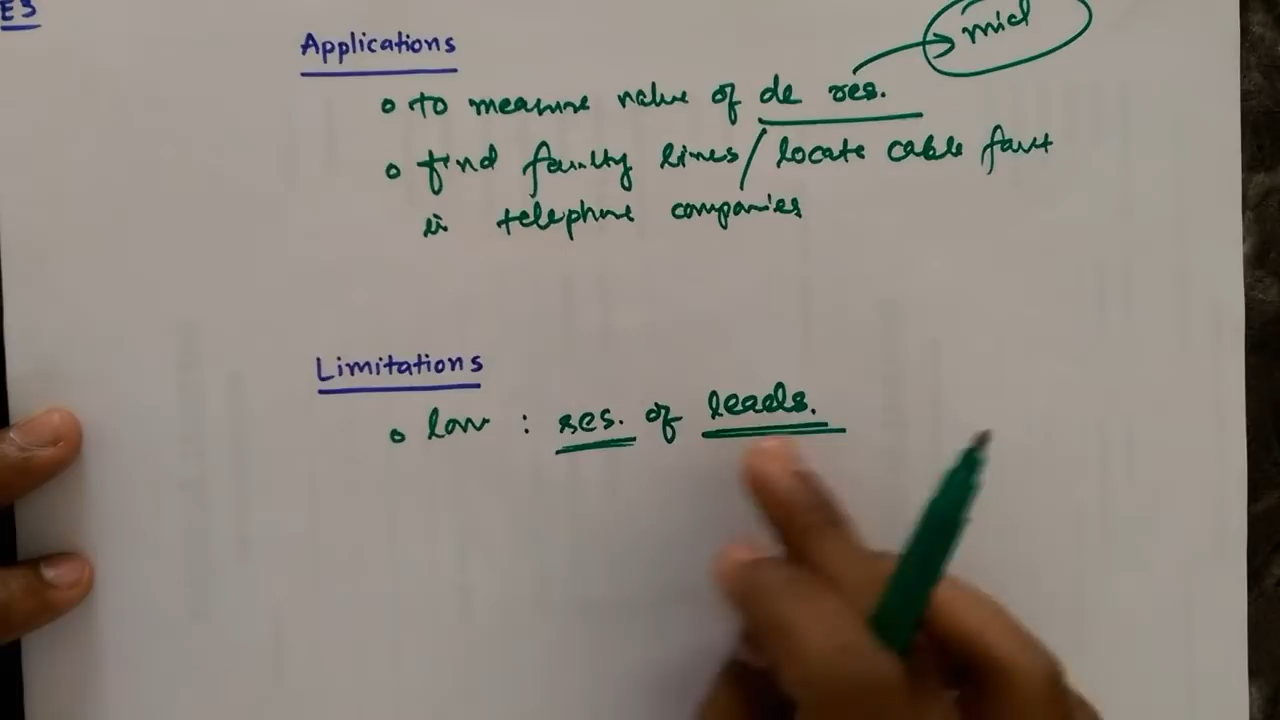 ES
mid
Applications
o to measure value of dc res.
o find faulty lines / locate cable fault
in telephone companies
Limitations
o low : res. of leads.